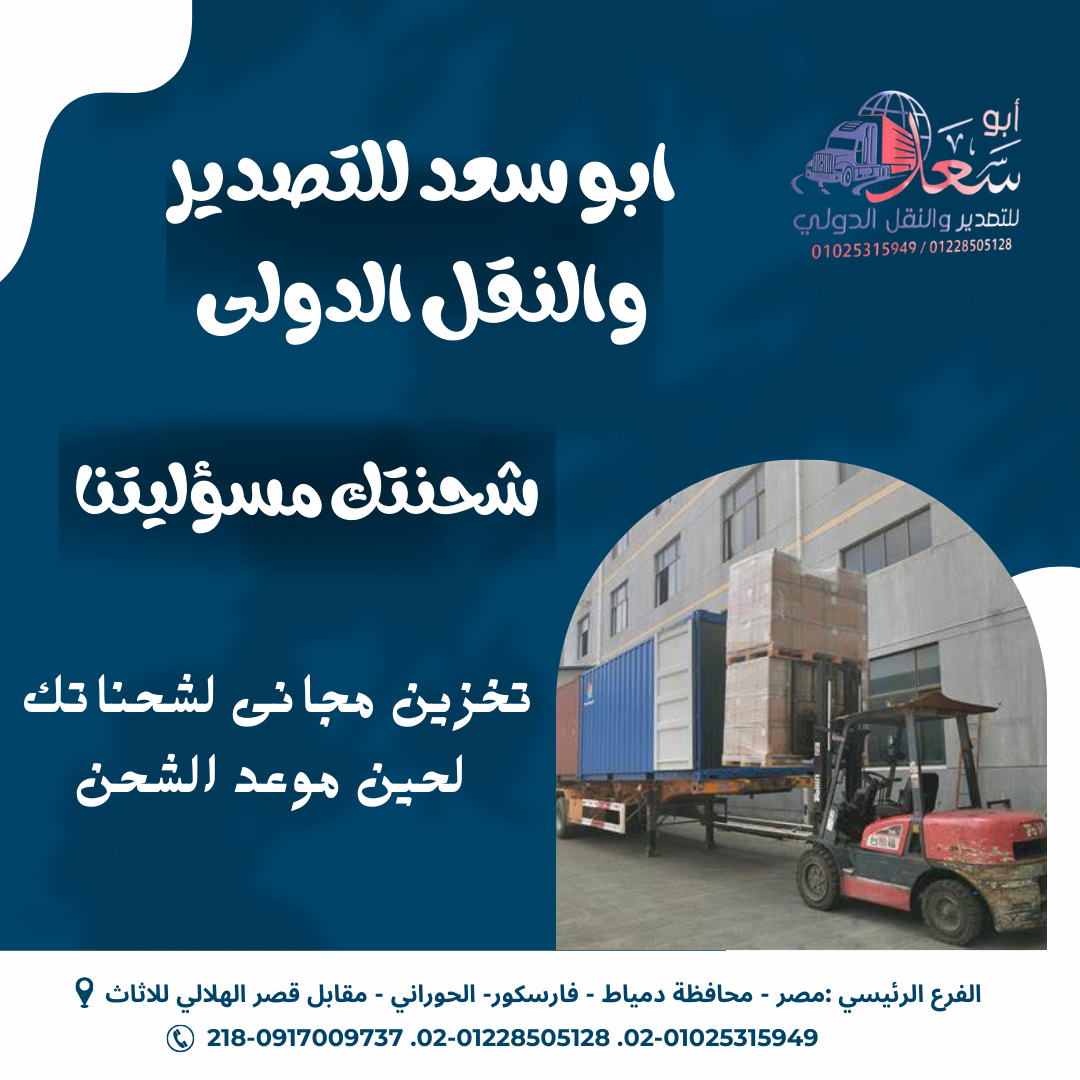 ابو سعد للتصدير
والنقل الدولى
أبو
سعد
للتصدير والنقل الدولي
01025315949 / 01228505128
شحنتك مسؤليتنا
تخزين مجانى لشحناتك
لحين موعد الشحن
الفرع الرئيسي :مصر - محافظة دمياط - فارسكور- الحوراني - مقابل قصر الهلالي للاثاث
218-0917009737 .02-01228505128 .02-01025315949